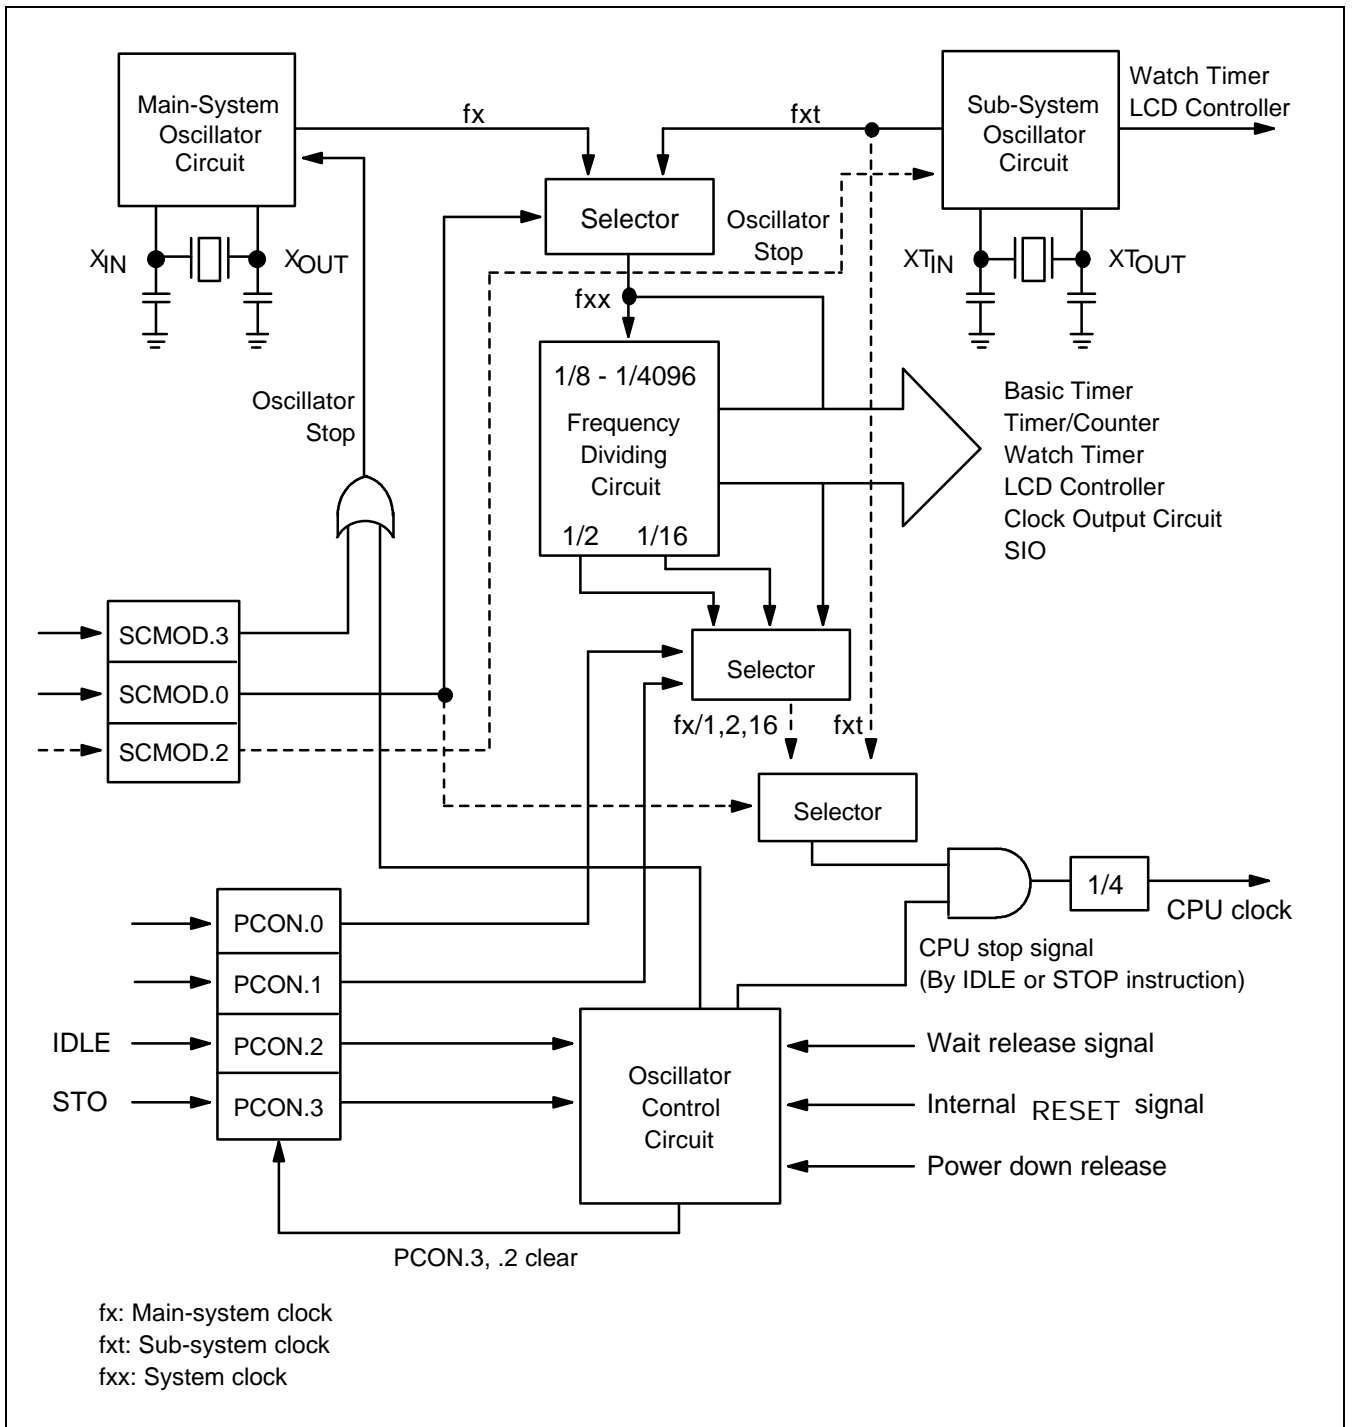 Main-System
Oscillator
Circuit
fx
fxt
Sub-System
Oscillator
Circuit
Watch Timer
LCD Controller
Selector
Oscillator
Stop
XIN
XOUT
XTIN
XTOUT
fxx
1/8 - 1/4096
Frequency
Dividing
Circuit
1/2 1/16
Basic Timer
Timer/Counter
Watch Timer
LCD Controller
Clock Output Circuit
SIO
Oscillator
Stop
SCMOD.3
SCMOD.0
SCMOD.2
Selector
fx/1,2,16
fxt
Selector
1/4
CPU clock
CPU stop signal
(By IDLE or STOP instruction)
PCON.0
PCON.1
IDLE
PCON.2
STO
PCON.3
Oscillator
Control
Circuit
Wait release signal
Internal RESET signal
Power down release
PCON.3, .2 clear
fx: Main-system clock
fxt: Sub-system clock
fxx: System clock